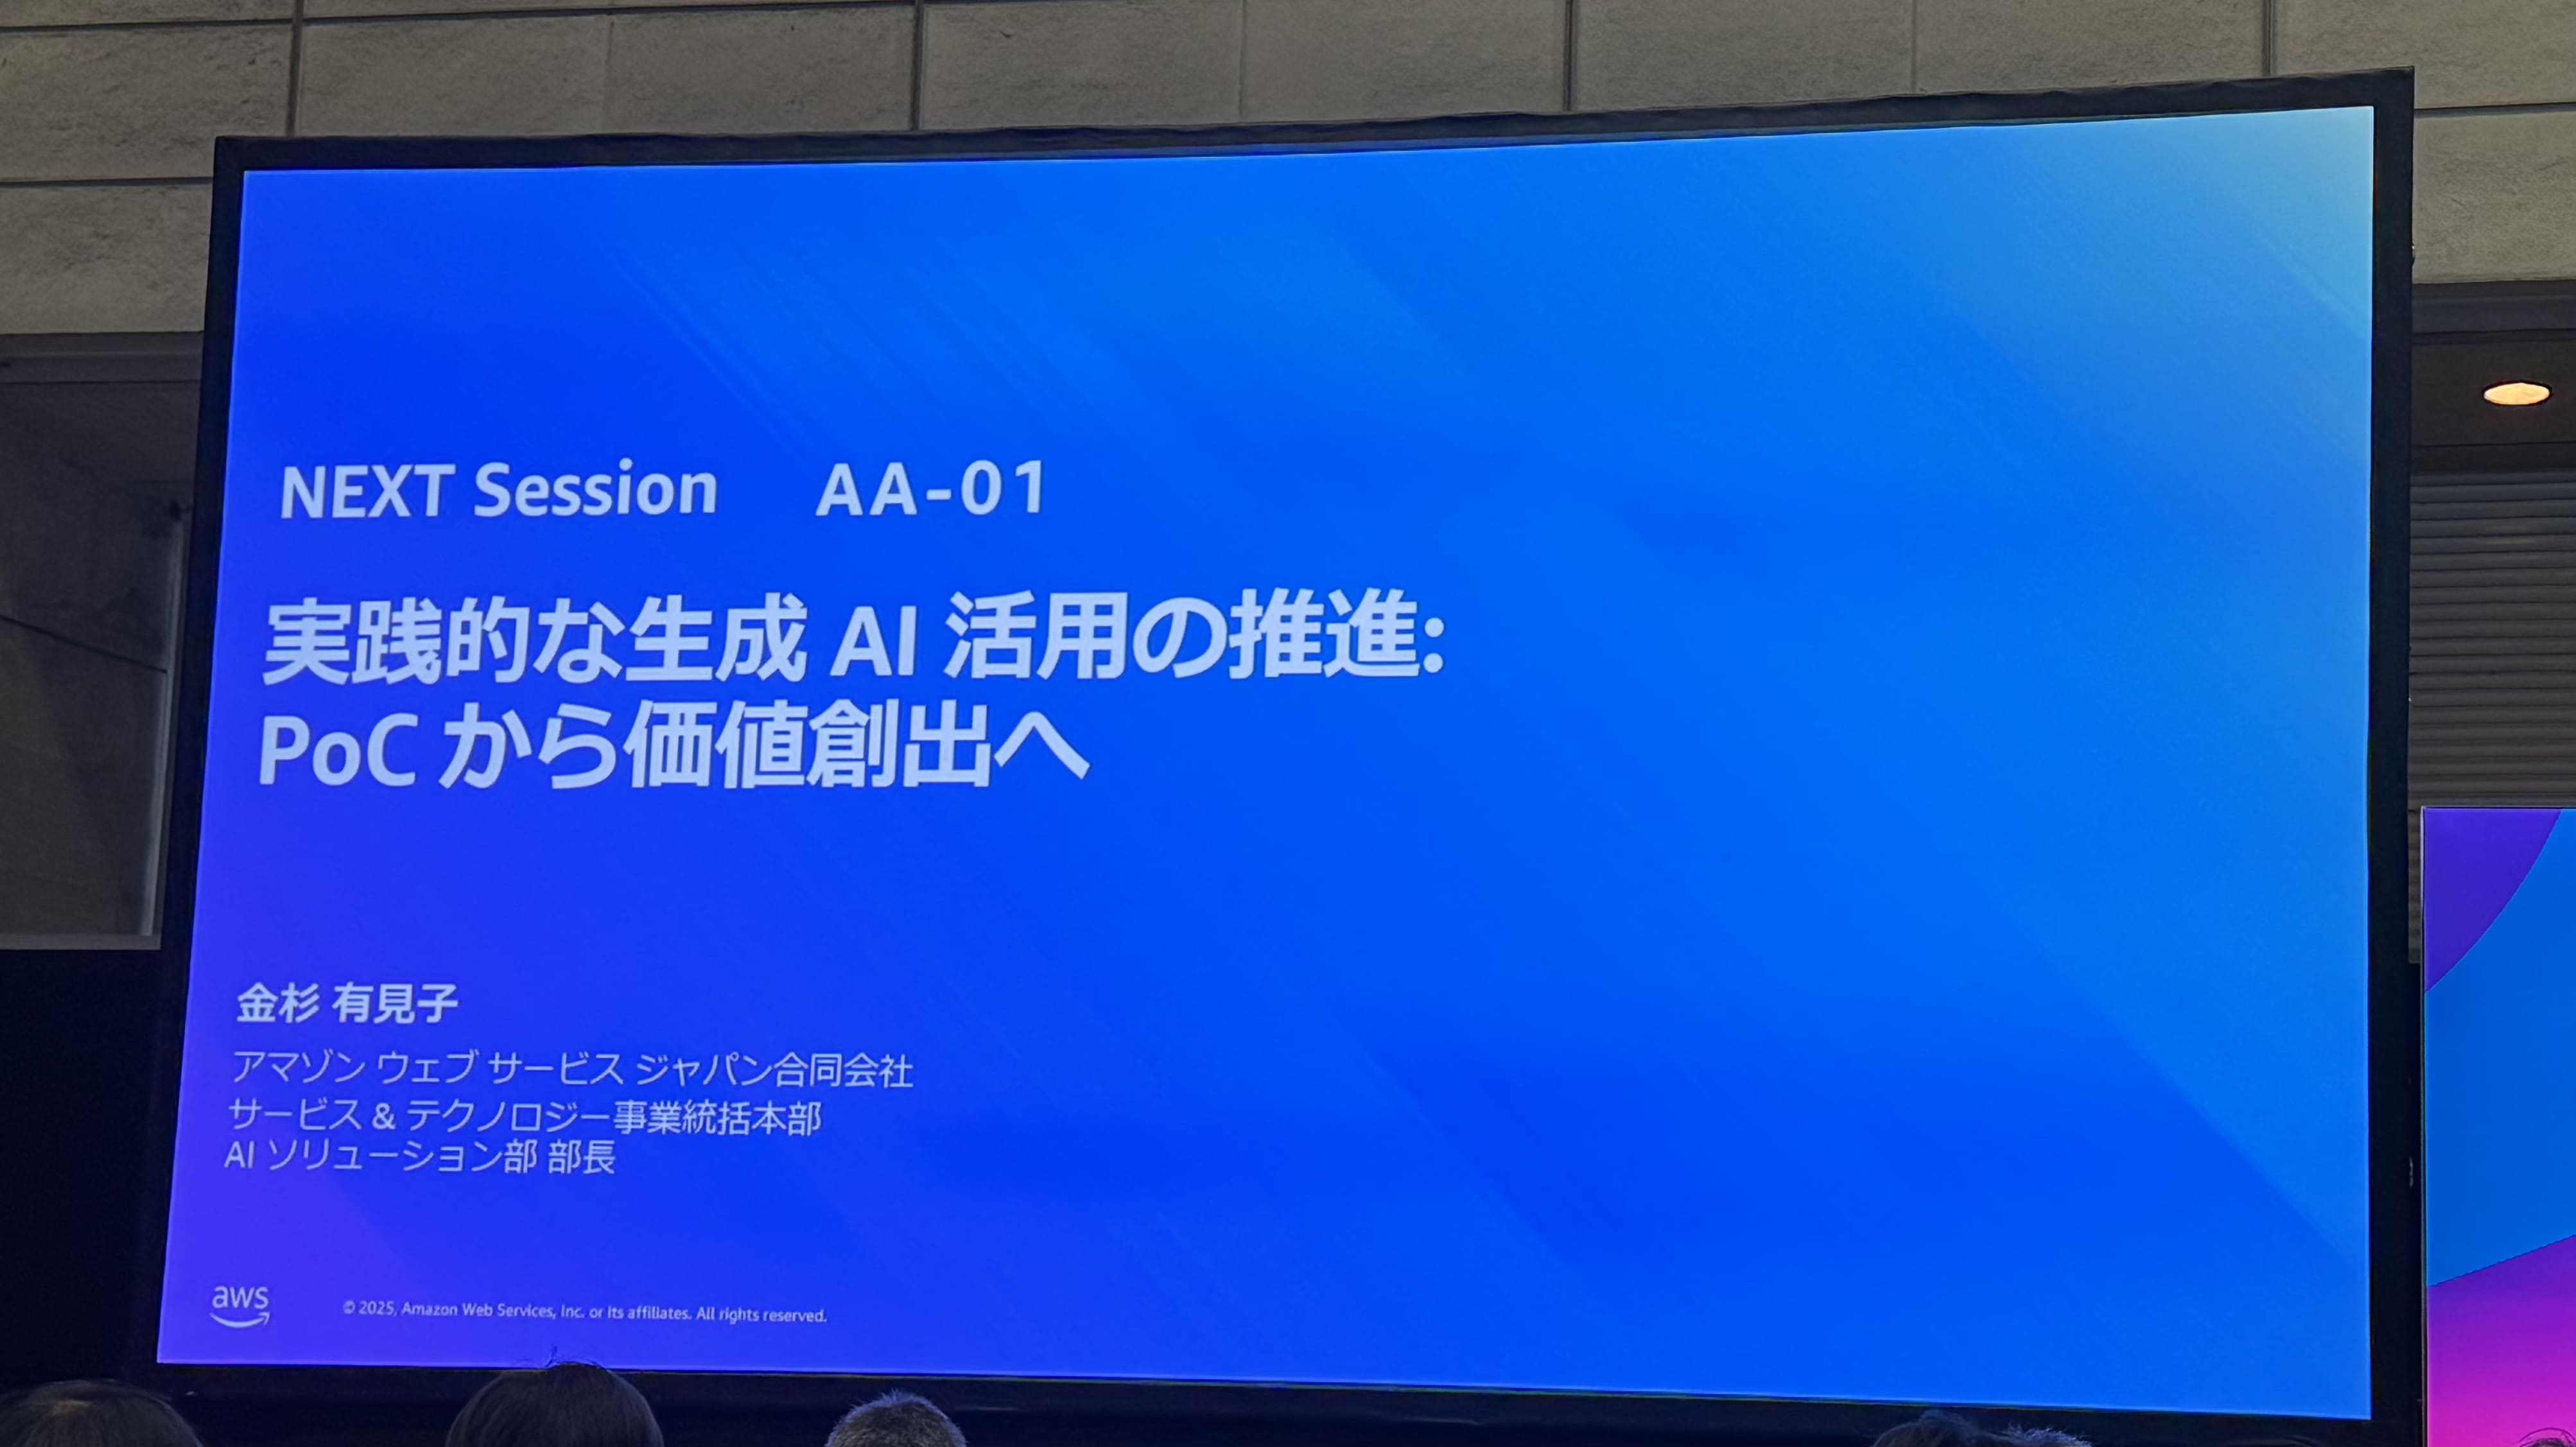 NEXT Session AA-01
実践的な生成 AI 活用の推進:
PoC から価値創出へ
金杉 有見子
アマゾン ウェブ サービス ジャパン合同会社
サービス & テクノロジー事業統括本部
AI ソリューション部 部長
aws
© 2025, Amazon Web Services, Inc. or its affiliates. All rights reserved.